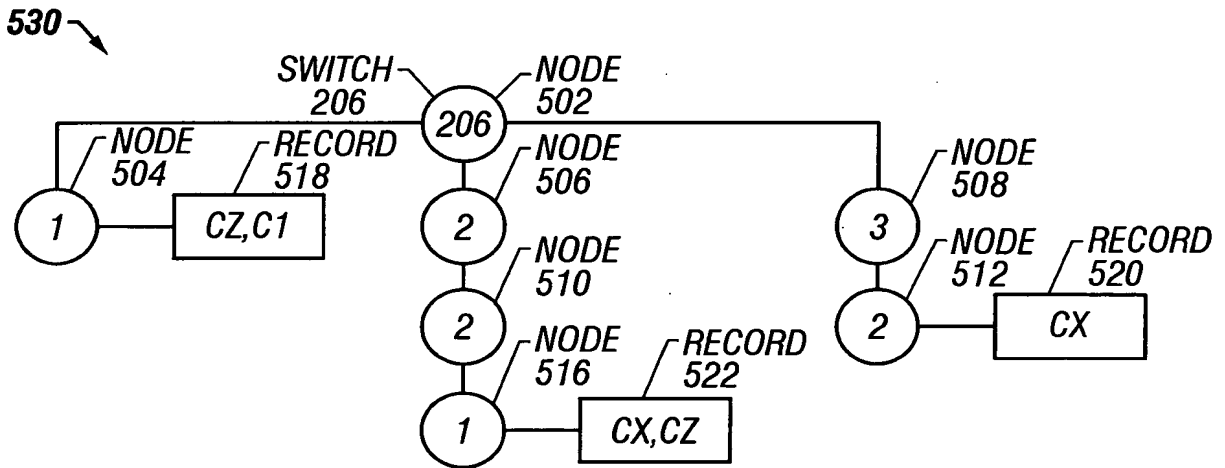 530
SWITCH
206
NODE
502
206
NODE
504
RECORD
518
1
CZ,C1
NODE
506
2
NODE
508
3
NODE
510
2
NODE
512
2
RECORD
520
CX
NODE
516
1
RECORD
522
CX,CZ